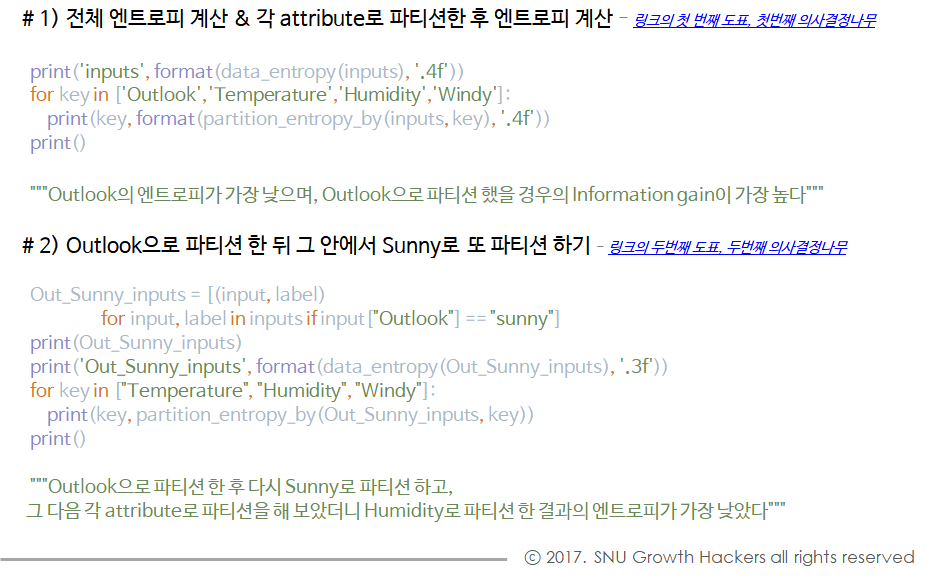 # 1) 전체 엔트로피 계산 & 각 attribute로 파티션한 후 엔트로피 계산 - 링크의 첫 번째 도표, 첫번째 의사결정나무
print('inputs', format(data_entropy(inputs), '.4f'))
for key in ['Outlook','Temperature','Humidity','Windy']:
print(key, format(partition_entropy_by(inputs, key), '.4f'))
print()
"""Outlook의 엔트로피가 가장 낮으며, Outlook으로 파티션 했을 경우의 Information gain이 가장 높다"""
# 2) Outlook으로 파티션 한 뒤 그 안에서 Sunny로 또 파티션 하기 - 링크의 두번째 도표, 두번째 의사결정나무
Out_Sunny_inputs = [(input, label)
for input, label in inputs if input["Outlook"] == "sunny"]
print(Out_Sunny_inputs)
print('Out_Sunny_inputs', format(data_entropy(Out_Sunny_inputs), '.3f'))
for key in ["Temperature", "Humidity", "Windy"]:
print(key, partition_entropy_by(Out_Sunny_inputs, key))
print()
"""Outlook으로 파티션 한 후 다시 Sunny로 파티션 하고,
그 다음 각 attribute로 파티션을 해 보았더니 Humidity로 파티션 한 결과의 엔트로피가 가장 낮았다"""
ⓒ 2017. SNU Growth Hackers all rights reserved